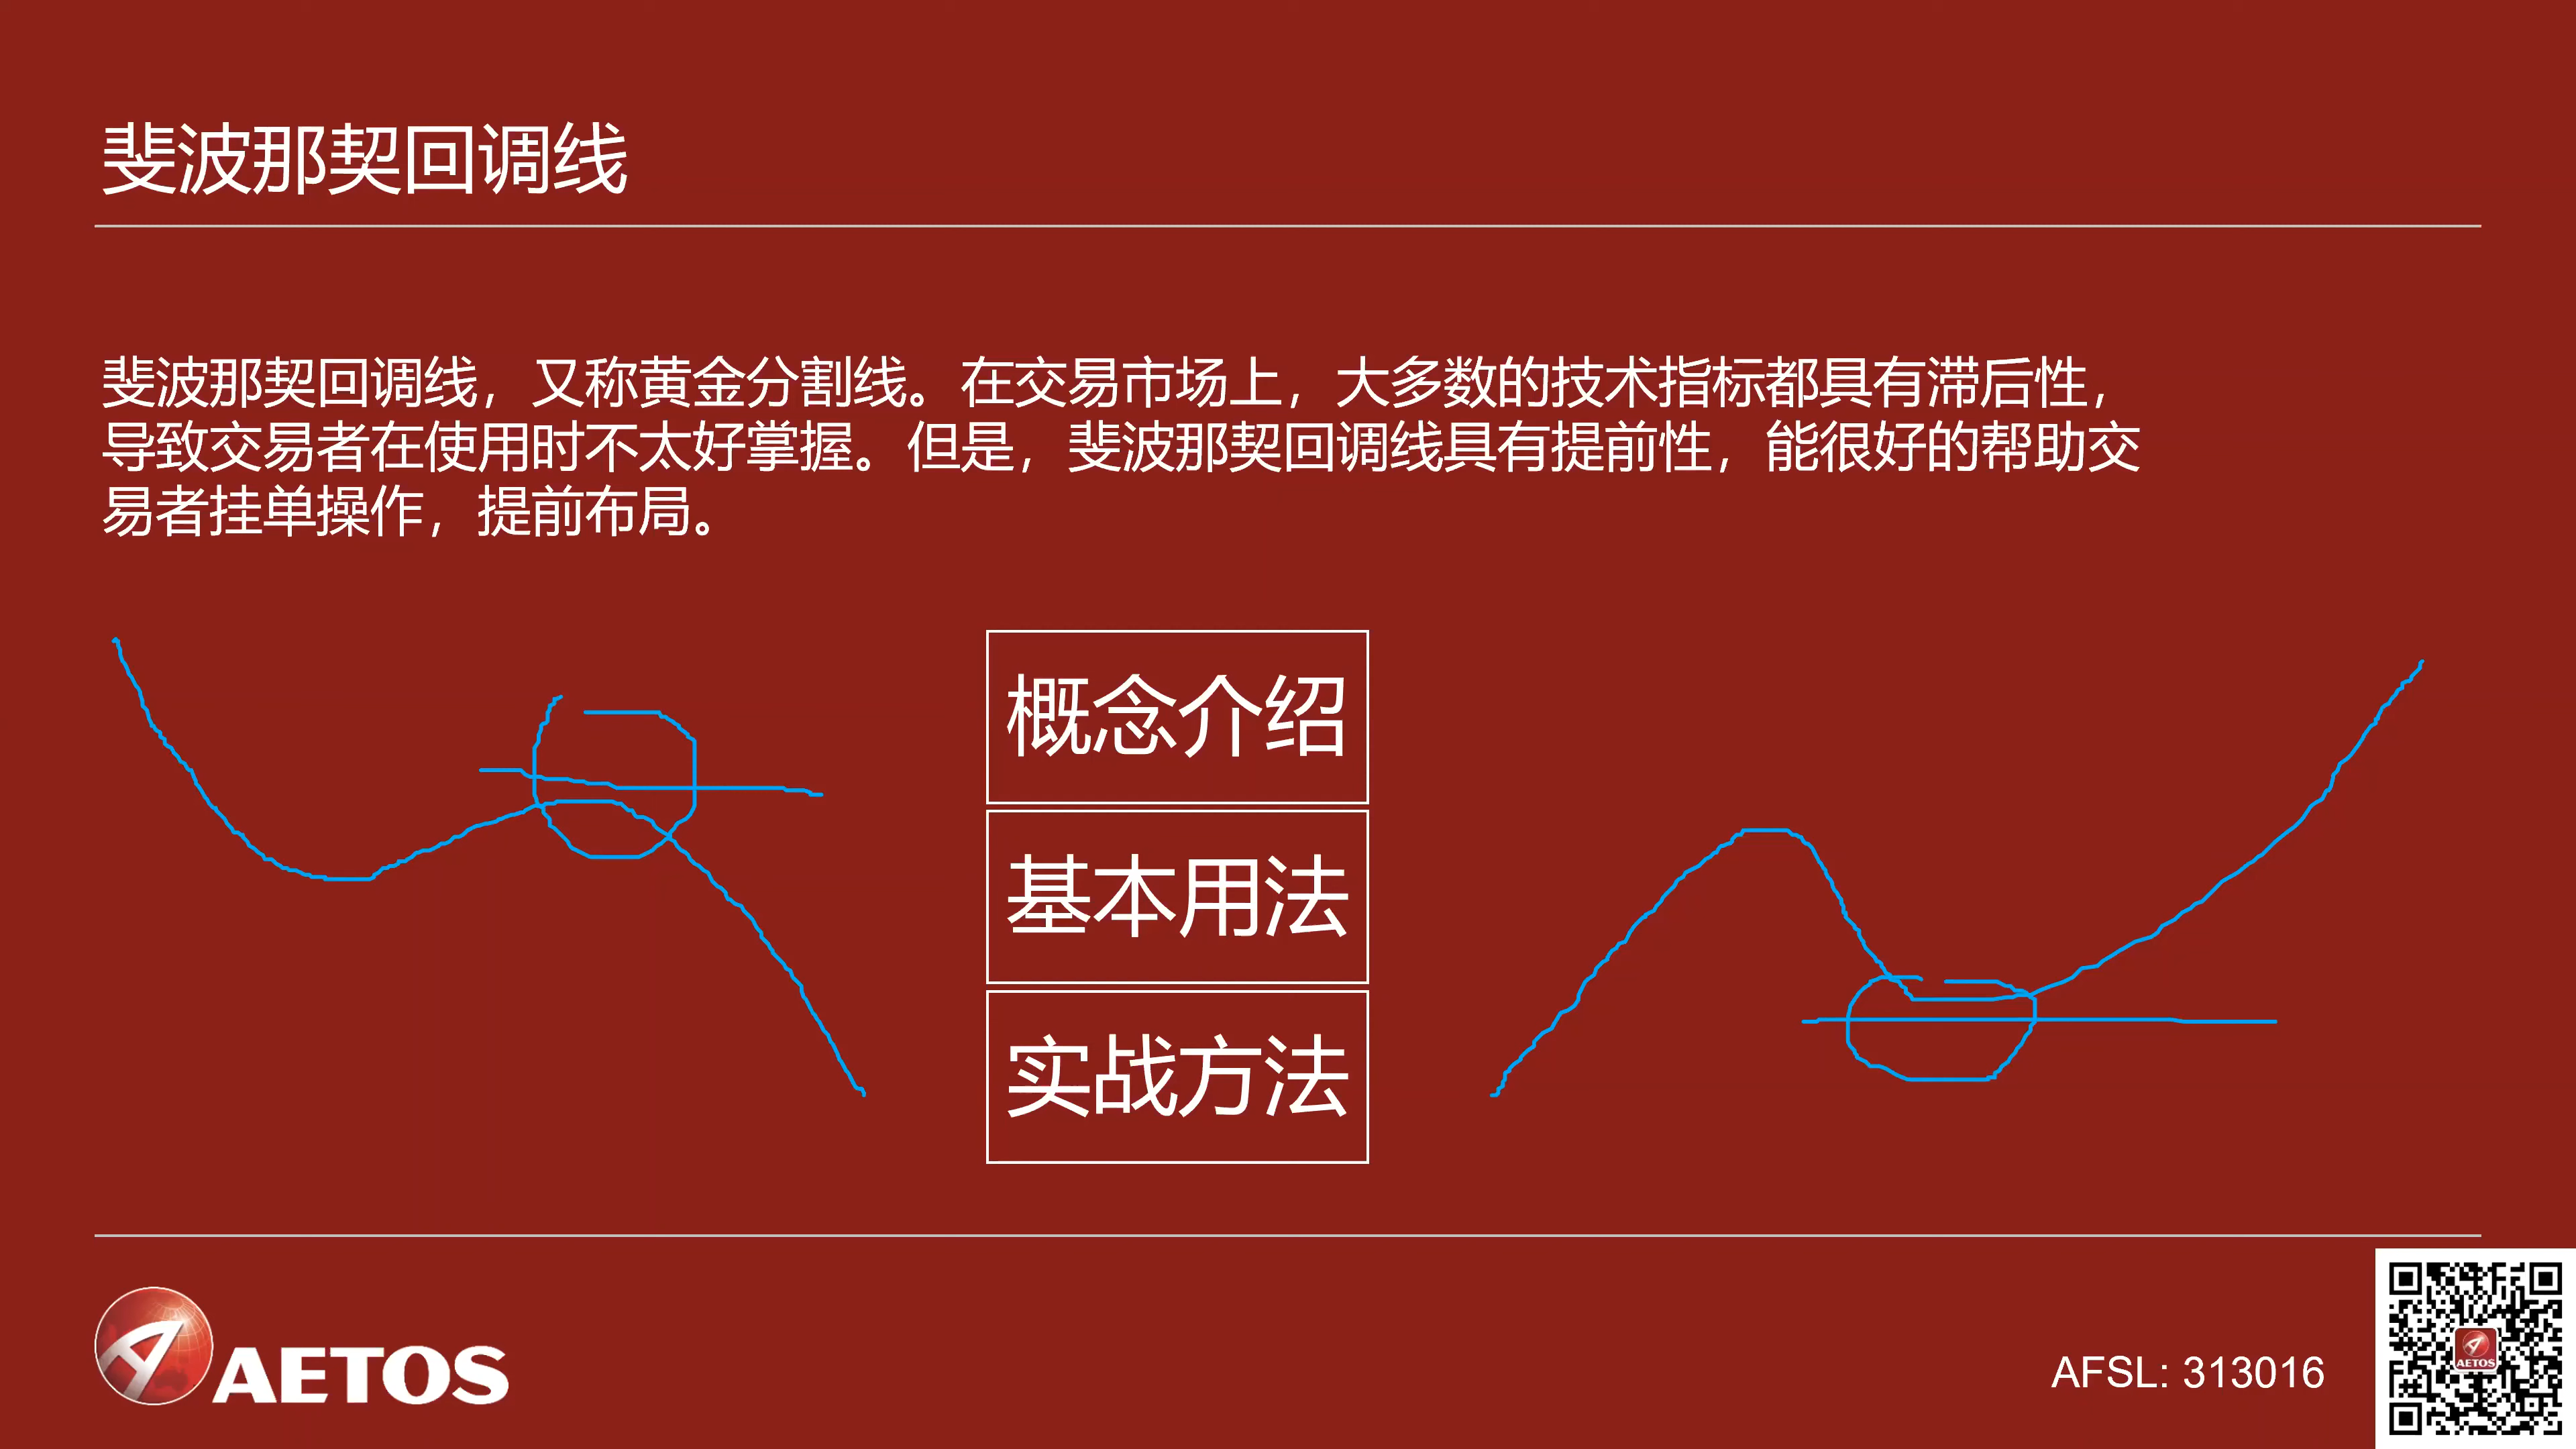 斐波那契回调线
斐波那契回调线，又称黄金分割线。在交易市场上，大多数的技术指标都具有滞后性，
导致交易者在使用时不太好掌握。但是，斐波那契回调线具有提前性，能很好的帮助交
易者挂单操作，提前布局。
概念介绍
基本用法
实战方法
AETOS
AFSL: 313016
AETOS